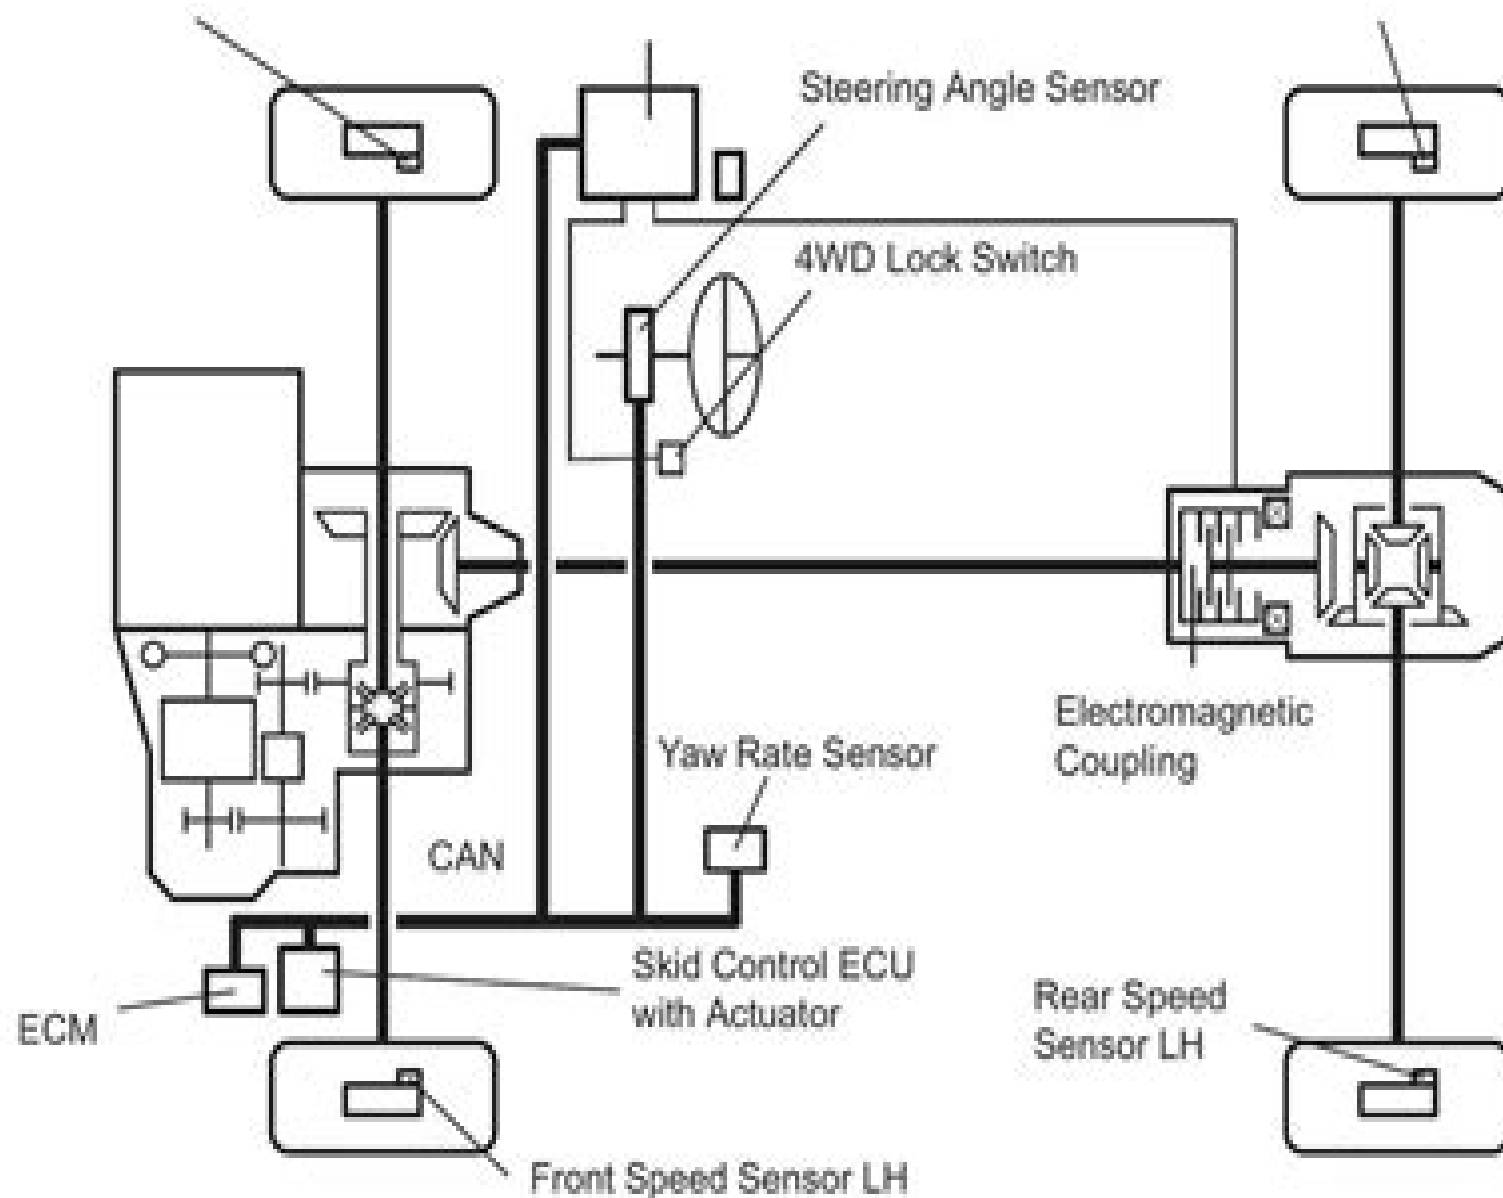 Steering Angle Sensor
4WD Lock Switch
Electromagnetic
Coupling
Yaw Rate Sensor
CAN
Skid Control ECU
with Actuator
Rear Speed
Sensor LH
ECM
Front Speed Sensor LH